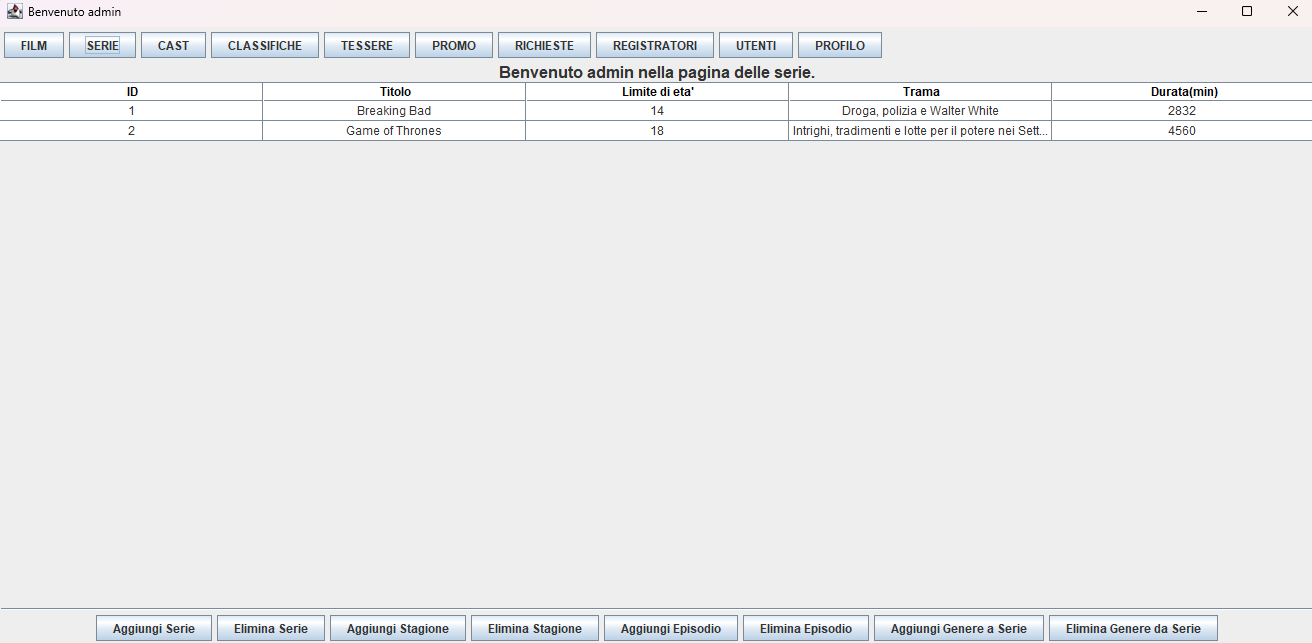 Benvenuto admin
FILM SERIE CAST CLASSIFICHE TESSERE PROMO RICHIESTE REGISTRATORI UTENTI PROFILO
Benvenuto admin nella pagina delle serie.
ID Titolo Limite di eta' Trama Durata(min)
1 Breaking Bad 14 Droga, polizia e Walter White 2832
2 Game of Thrones 18 Intrighi, tradimenti e lotte per il potere nei Sett... 4560
Aggiungi Serie Elimina Serie Aggiungi Stagione Elimina Stagione Aggiungi Episodio Elimina Episodio Aggiungi Genere a Serie Elimina Genere da Serie